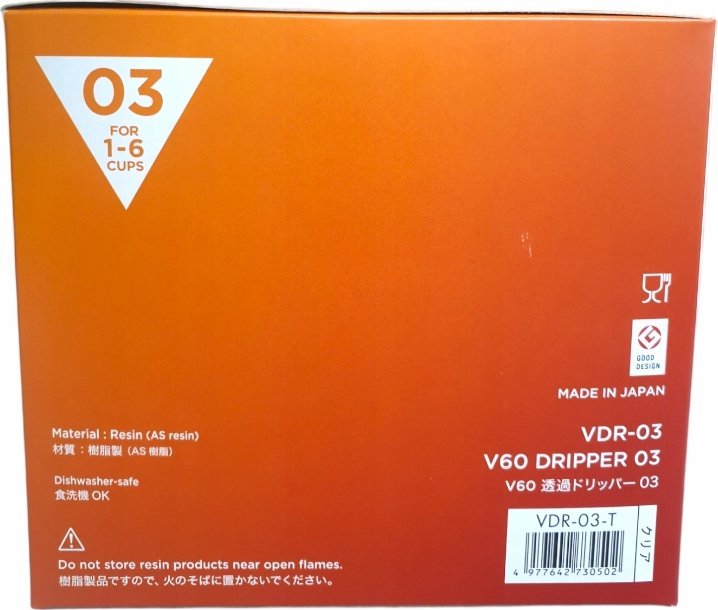 03
FOR
1-6
CUPS
GOOD
DESIGN
MADE IN JAPAN
Material : Resin (AS resin)
材質 : 樹脂製 (AS 樹脂)
VDR-03
V60 DRIPPER 03
V60 透過ドリッパー 03
Dishwasher-safe
食洗機 OK
VDR-03-T
クリア
4 977642 730502
Do not store resin products near open flames.
樹脂製品ですので、火のそばに置かないでください。